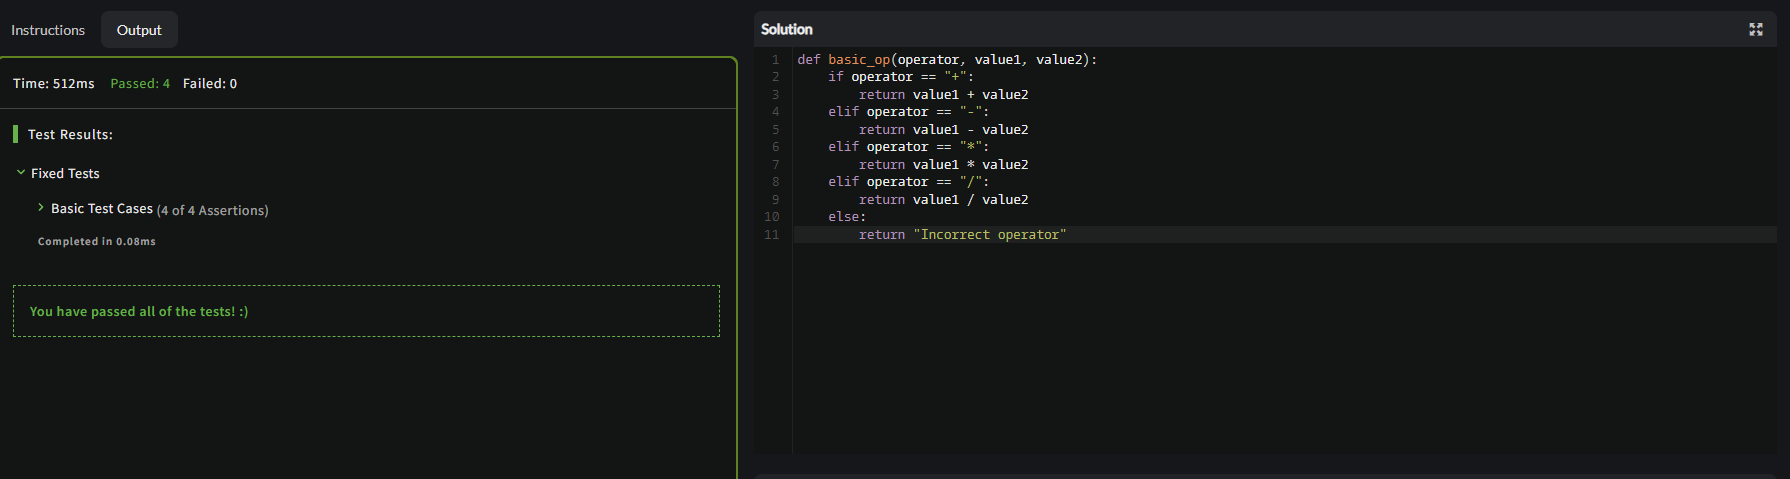 Instructions
Output
Time: 512ms Passed: 4 Failed: 0
Test Results:
Fixed Tests
Basic Test Cases (4 of 4 Assertions)
Completed in 0.08ms
You have passed all of the tests! :)
Solution
1 def basic_op(operator, value1, value2):
2     if operator == "+":
3         return value1 + value2
4     elif operator == "-":
5         return value1 - value2
6     elif operator == "*":
7         return value1 * value2
8     elif operator == "/":
9         return value1 / value2
10     else:
11         return "Incorrect operator"